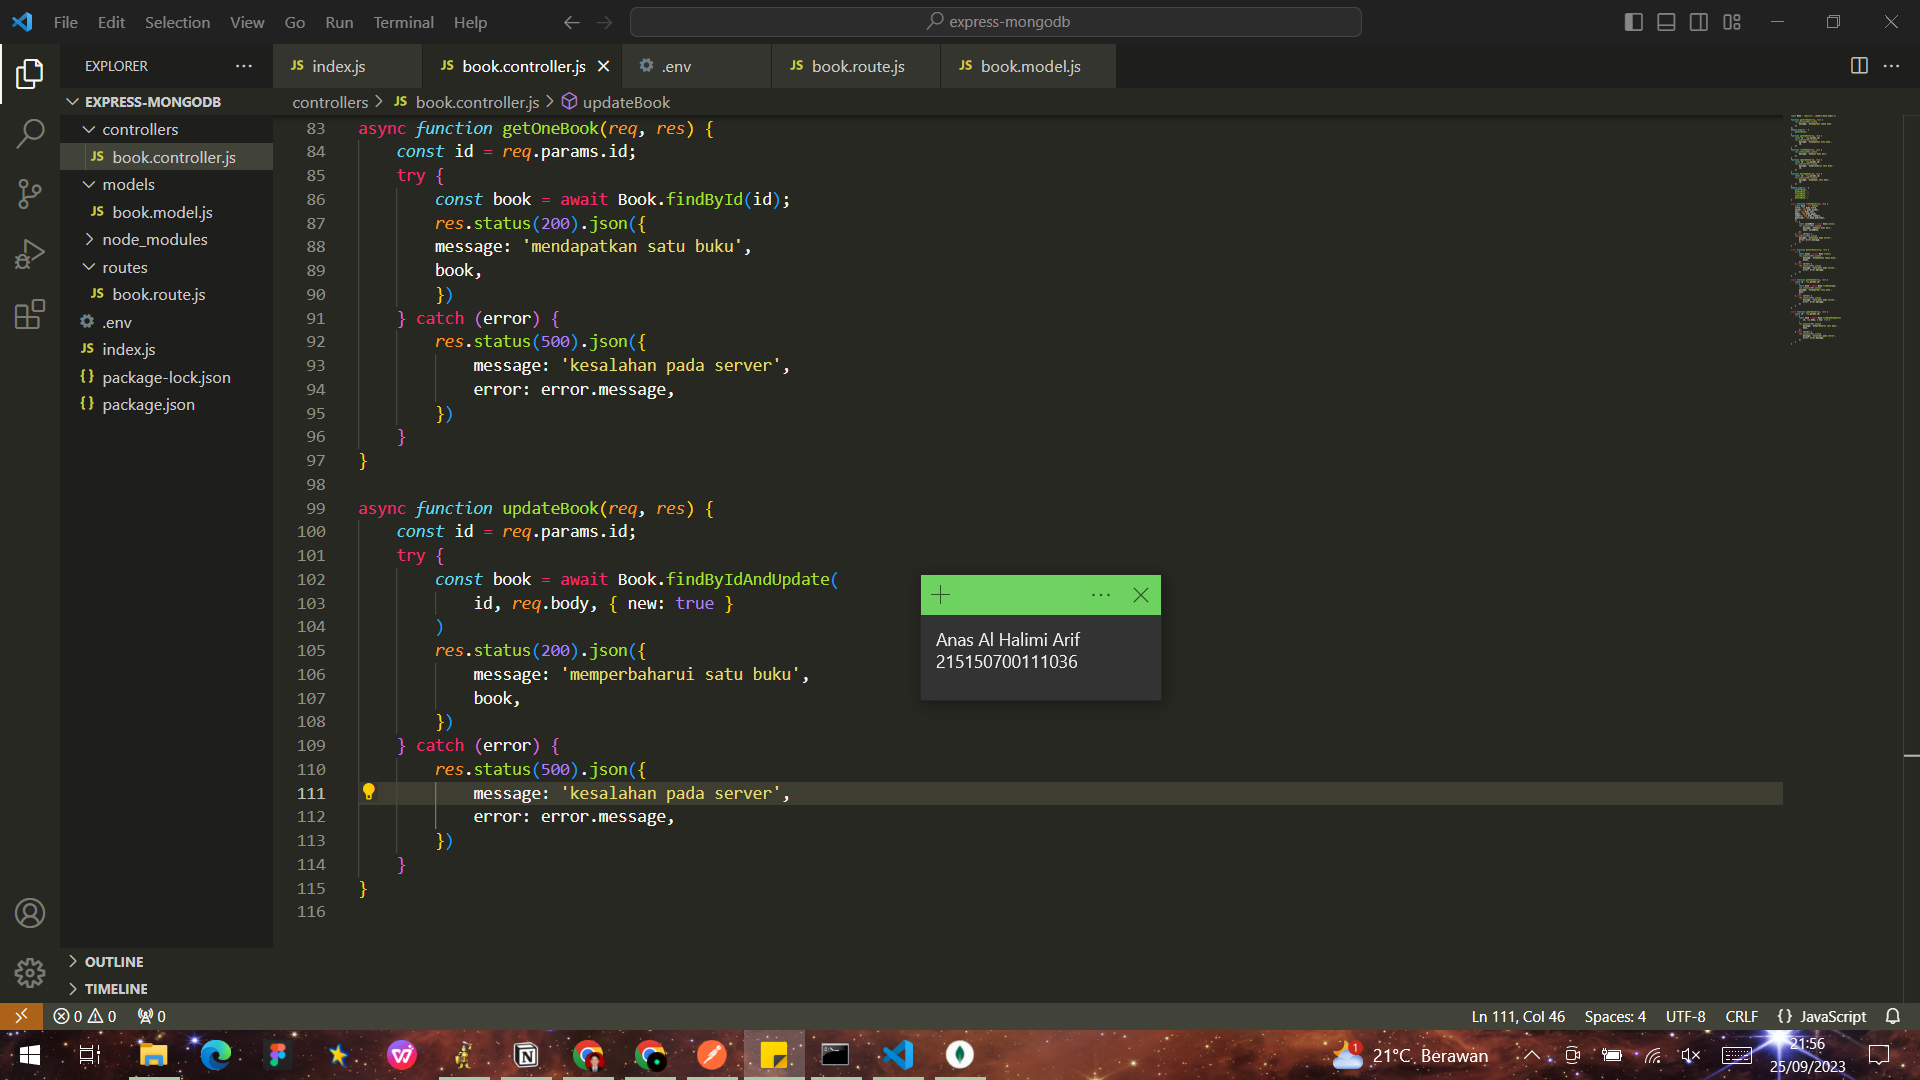 File Edit Selection View Go Run Terminal Help
express-mongodb
EXPLORER
EXPRESS-MONGODB
controllers
JS book.controller.js
models
JS book.model.js
node_modules
routes
JS book.route.js
.env
JS index.js
{} package-lock.json
{} package.json
OUTLINE
TIMELINE
JS index.js
JS book.controller.js
.env
JS book.route.js
JS book.model.js
controllers > JS book.controller.js > updateBook
83 async function getOneBook(req, res) {
84 const id = req.params.id;
85 try {
86 const book = await Book.findById(id);
87 res.status(200).json({
88 message: 'mendapatkan satu buku',
89 book,
90 })
91 } catch (error) {
92 res.status(500).json({
93 message: 'kesalahan pada server',
94 error: error.message,
95 })
96 }
97 }
98
99 async function updateBook(req, res) {
100 const id = req.params.id;
101 try {
102 const book = await Book.findByIdAndUpdate(
103 id, req.body, { new: true }
104 )
105 res.status(200).json({
106 message: 'memperbaharui satu buku',
107 book,
108 })
109 } catch (error) {
110 res.status(500).json({
111 message: 'kesalahan pada server',
112 error: error.message,
113 })
114 }
115 }
116
Anas Al Halimi Arif
215150700111036
0 0 0
Ln 111, Col 46 Spaces: 4 UTF-8 CRLF {} JavaScript
21°C Berawan
21:56
25/09/2023